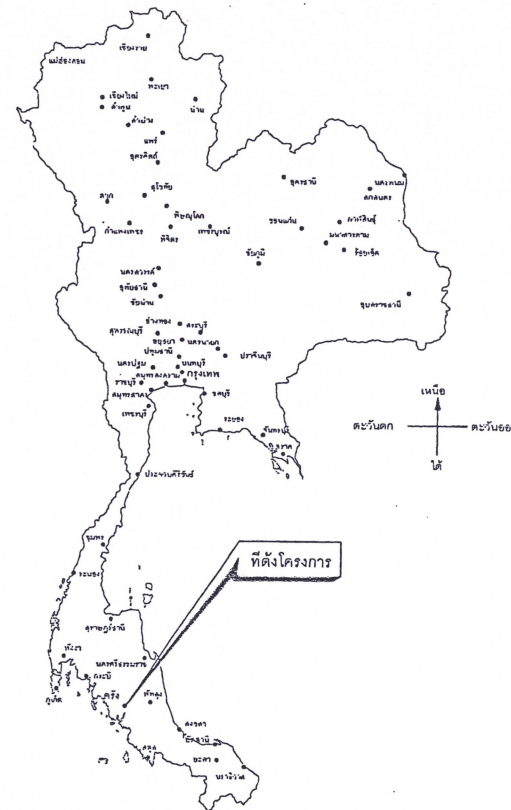 เชียงราย
แม่ฮ่องสอน
พะเยา
เชียงใหม่
ลำพูน
น่าน
ลำปาง
แพร่
อุตรดิตถ์
อุดรธานี
นครพนม
สกลนคร
สุโขทัย
ตาก
พิษณุโลก
ขอนแก่น
กาฬสินธุ์
กำแพงเพชร
พิจิตร
เพชรบูรณ์
มหาสารคาม
ร้อยเอ็ด
ชัยภูมิ
นครสวรรค์
อุทัยธานี
ชัยนาท
อุบลราชธานี
อ่างทอง
สระบุรี
สุพรรณบุรี
อยุธยา
นครนายก
ปทุมธานี
ปราจีนบุรี
นครปฐม
นนทบุรี
สมุทรสงคราม
กรุงเทพ
ราชบุรี
สมุทรสาคร
ชลบุรี
เพชรบุรี
ระยอง
จันทบุรี
ตราด
เหนือ
ตะวันตก
ตะวันออ
ใต้
ประจวบคีรีขันธ์
ชุมพร
ที่ตั้งโครงการ
ระนอง
สุราษฎร์ธานี
นครศรีธรรมราช
พังงา
กระบี่
ภูเก็ต
ตรัง
พัทลุง
สงขลา
ปัตตานี
สตูล
ยะลา
นราธิวาส